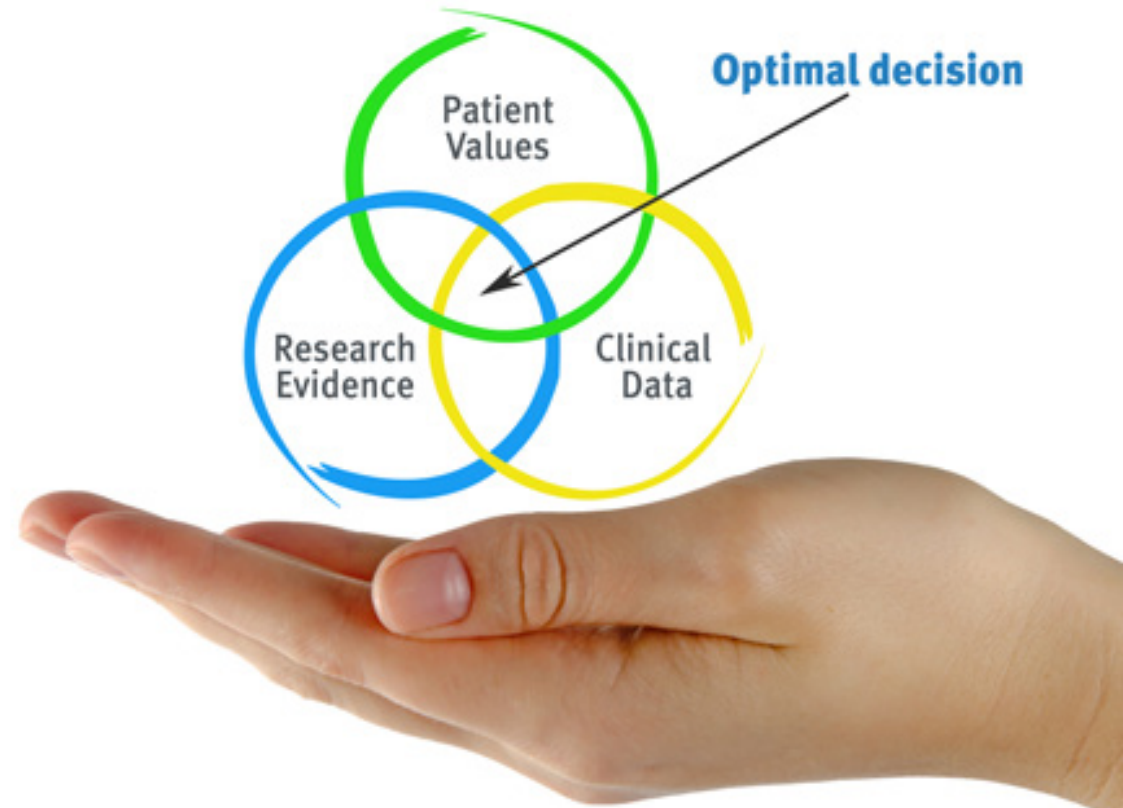 Optimal decision
Patient
Values
Research
Evidence
Clinical
Data